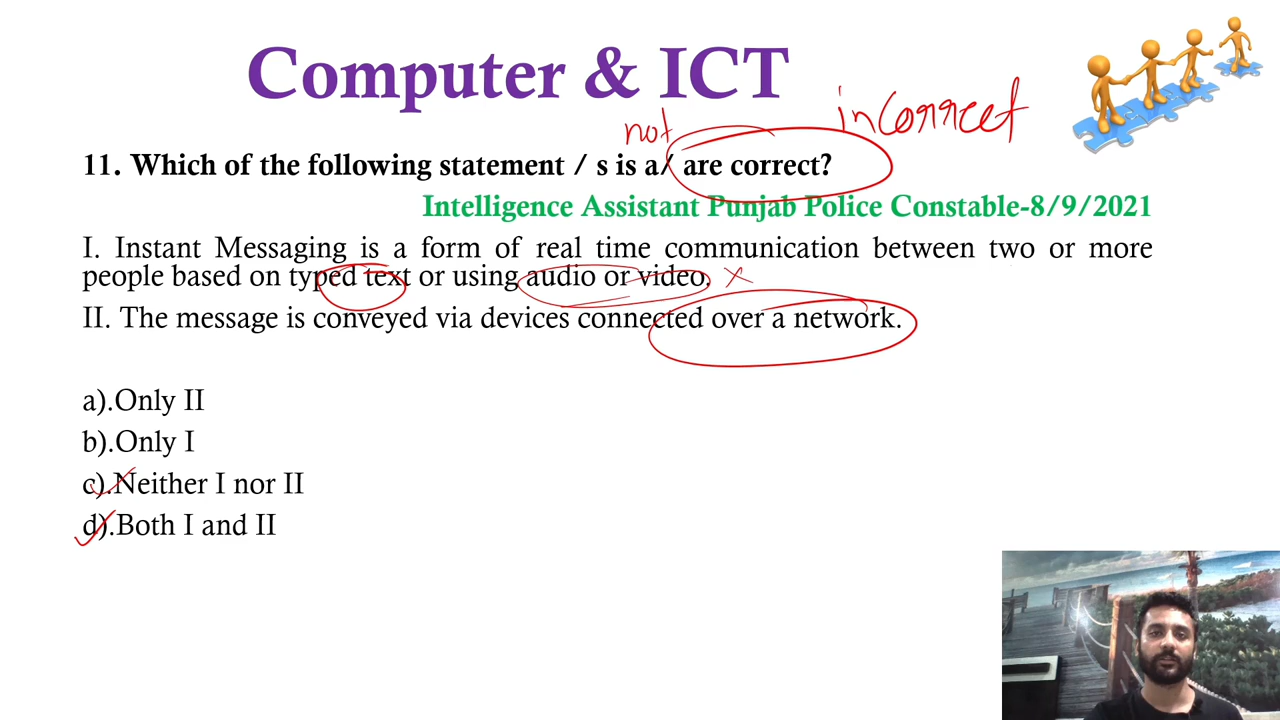 Computer & ICT
not incorrect
11. Which of the following statement / s is a/ are correct?
Intelligence Assistant Punjab Police Constable-8/9/2021
I. Instant Messaging is a form of real time communication between two or more
people based on typed text or using audio or video.
II. The message is conveyed via devices connected over a network.
a).Only II
b).Only I
c).Neither I nor II
d).Both I and II